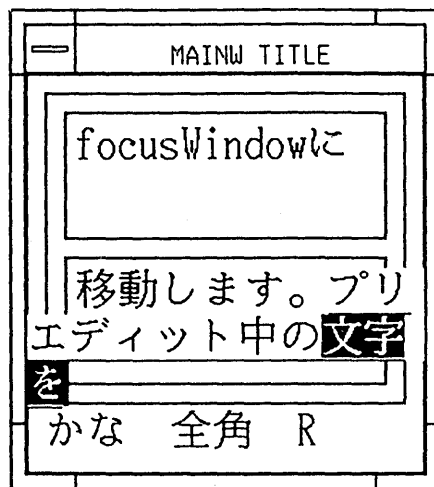 MAINW TITLE
focusWindowに
移動します。プリ
エディット中の文字
を
かな 全角 R